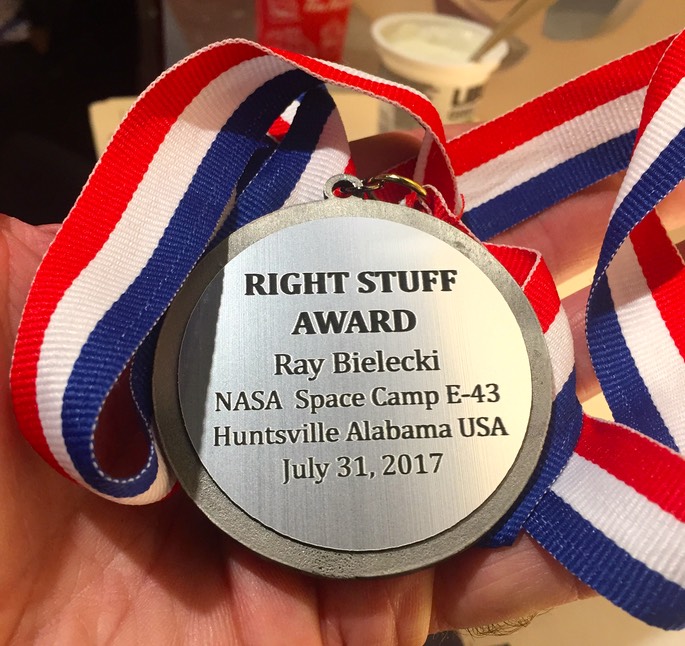 RIGHT STUFF
AWARD
Ray Bielecki
NASA Space Camp E-43
Huntsville Alabama USA
July 31, 2017